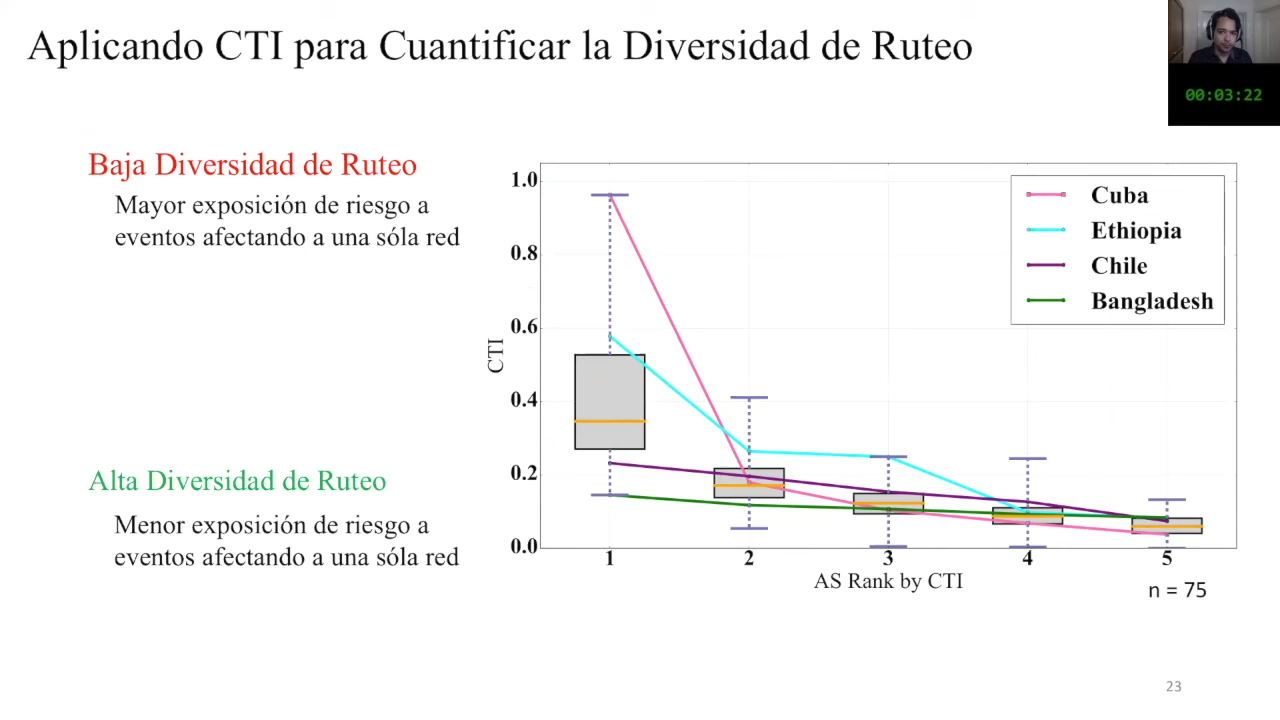 Aplicando CTI para Cuantificar la Diversidad de Ruteo
00:03:22
Baja Diversidad de Ruteo
Mayor exposición de riesgo a
eventos afectando a una sóla red
Alta Diversidad de Ruteo
Menor exposición de riesgo a
eventos afectando a una sóla red
CTI
1.0
0.8
0.6
0.4
0.2
0.0
1 2 3 4 5
AS Rank by CTI
Cuba
Ethiopia
Chile
Bangladesh
n = 75
23